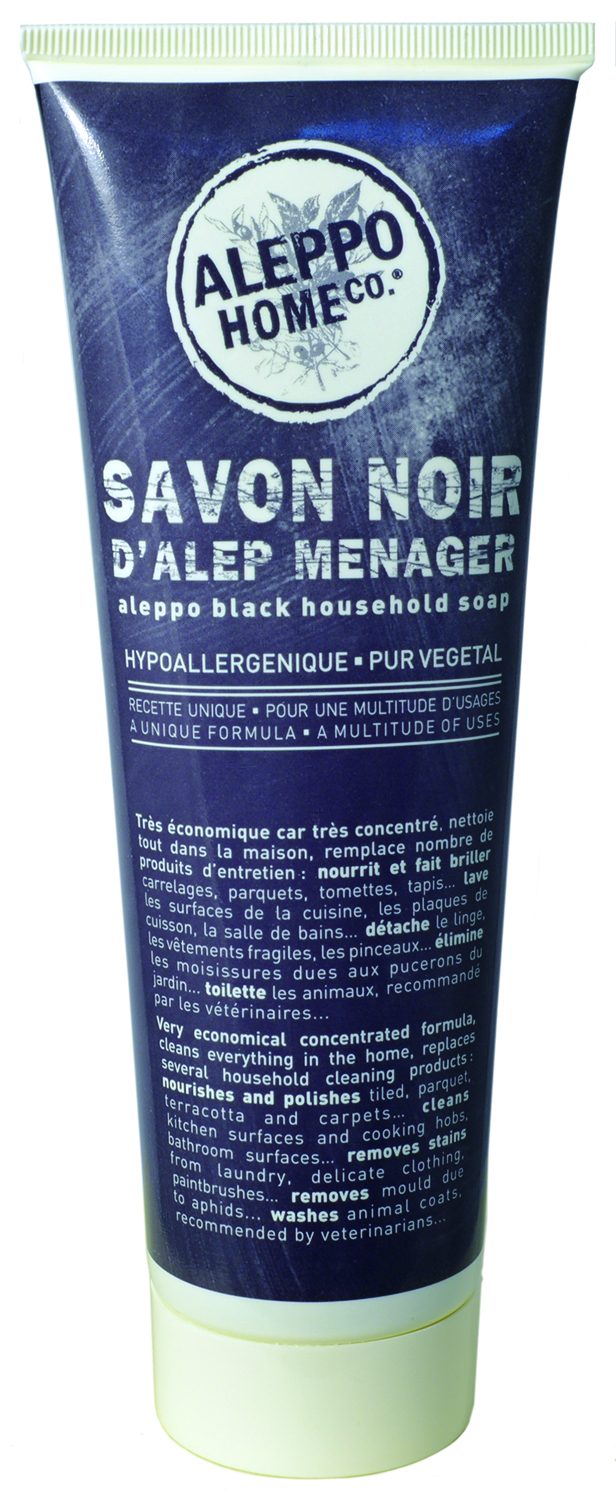 ALEPPO
HOME CO.®
SAVON NOIR
D'ALEP MENAGER
aleppo black household soap
HYPOALLERGENIQUE ▪ PUR VEGETAL
RECETTE UNIQUE ▪ POUR UNE MULTITUDE D'USAGES
A UNIQUE FORMULA ▪ A MULTITUDE OF USES
Très économique car très concentré, nettoie
tout dans la maison, remplace nombre de
produits d'entretien : nourrit et fait briller
carrelages, parquets, tomettes, tapis... lave
les surfaces de la cuisine, les plaques de
cuisson, la salle de bains... détache le linge,
les vêtements fragiles, les pinceaux... élimine
les moisissures dues aux pucerons du
jardin... toilette les animaux, recommandé
par les vétérinaires...
Very economical concentrated formula,
cleans everything in the home, replaces
several household cleaning products :
nourishes and polishes tiled, parquet,
terracotta and carpets... cleans
kitchen surfaces and cooking hobs,
bathroom surfaces... removes stains
from laundry, delicate clothing,
paintbrushes... removes mould due
to aphids... washes animal coats,
recommended by veterinarians...